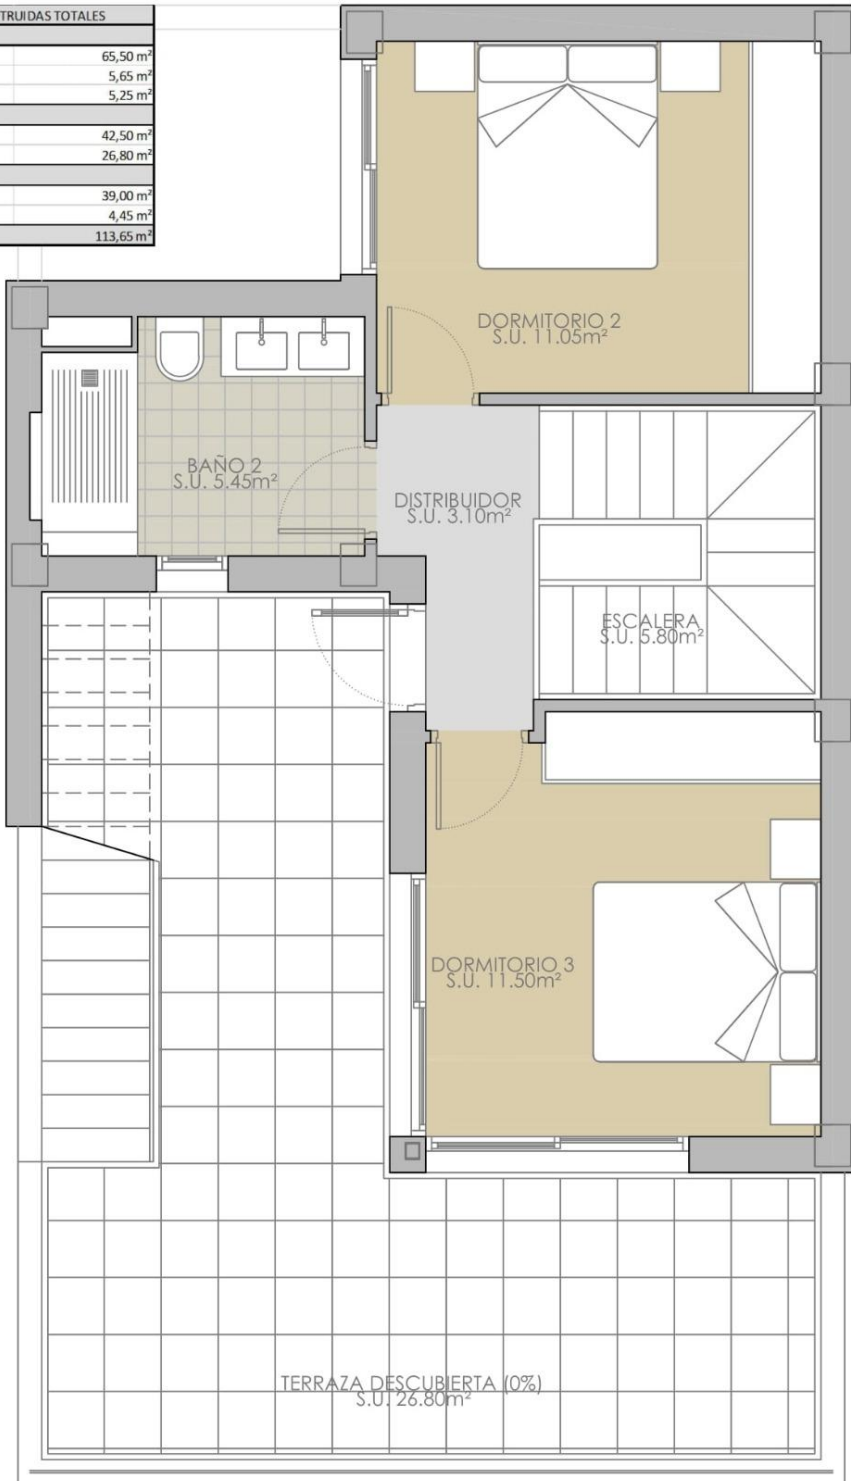 TRUIDAS TOTALES
65,50 m²
5,65 m²
5,25 m²
42,50 m²
26,80 m²
39,00 m²
4,45 m²
113,65 m²
DORMITORIO 2
S.U. 11.05m²
BAÑO 2
S.U. 5.45m²
DISTRIBUIDOR
S.U. 3.10m²
ESCALERA
S.U. 5.80m²
DORMITORIO 3
S.U. 11.50m²
TERRAZA DESCUBIERTA (0%)
S.U. 26.80m²